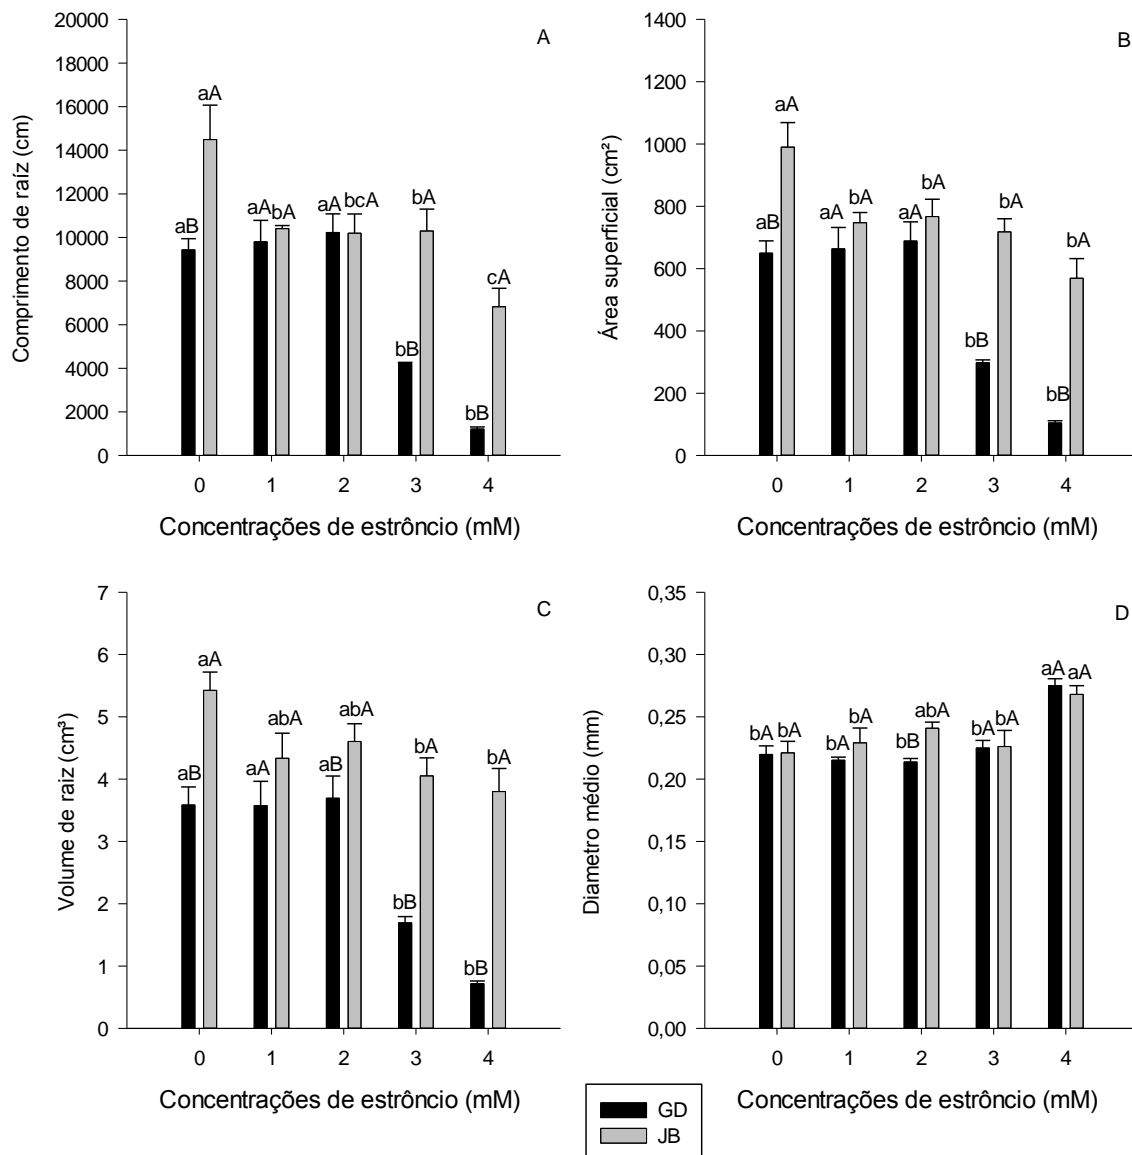 A
Comprimento de raíz (cm)
20000
18000
16000
14000
12000
10000
8000
6000
4000
2000
0
aB aA
aA bA
aA bcA
bB bA
bB cA
0 1 2 3 4
Concentrações de estrôncio (mM)
B
Área superficial (cm²)
1400
1200
1000
800
600
400
200
0
aB aA
aA bA
aA bA
bB bA
bB bA
0 1 2 3 4
Concentrações de estrôncio (mM)
C
Volume de raiz (cm³)
7
6
5
4
3
2
1
0
aB aA
aA abA
aB abA
bB bA
bB bA
0 1 2 3 4
Concentrações de estrôncio (mM)
D
Diametro médio (mm)
0,35
0,30
0,25
0,20
0,15
0,10
0,05
0,00
bA bA
bA bA
bB abA
bA bA
aA aA
0 1 2 3 4
Concentrações de estrôncio (mM)
GD
JB